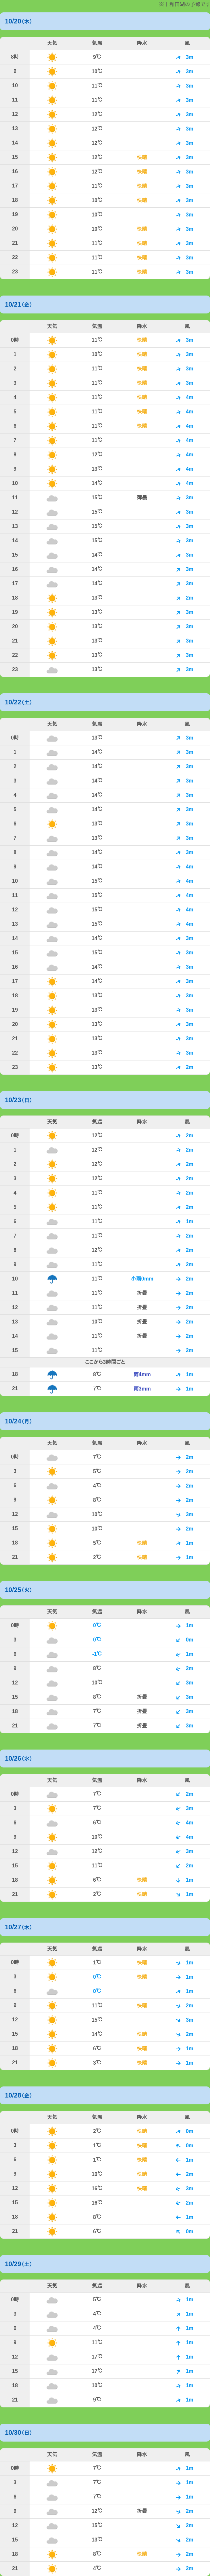 ※十和田湖の予報です
10/20(木)
天気 気温 降水 風
8時 9℃ 3m
9 10℃ 3m
10 11℃ 3m
11 11℃ 3m
12 12℃ 3m
13 12℃ 3m
14 12℃ 3m
15 12℃ 快晴 3m
16 12℃ 快晴 3m
17 11℃ 快晴 3m
18 10℃ 快晴 3m
19 10℃ 3m
20 10℃ 快晴 3m
21 11℃ 快晴 3m
22 11℃ 快晴 3m
23 11℃ 快晴 3m
10/21(金)
天気 気温 降水 風
0時 11℃ 快晴 3m
1 10℃ 快晴 3m
2 11℃ 快晴 3m
3 11℃ 快晴 3m
4 11℃ 快晴 4m
5 11℃ 快晴 4m
6 11℃ 快晴 4m
7 11℃ 4m
8 12℃ 4m
9 13℃ 4m
10 14℃ 4m
11 15℃ 薄曇 3m
12 15℃ 3m
13 15℃ 3m
14 15℃ 3m
15 14℃ 3m
16 14℃ 3m
17 14℃ 3m
18 13℃ 2m
19 13℃ 3m
20 13℃ 3m
21 13℃ 3m
22 13℃ 3m
23 13℃ 3m
10/22(土)
天気 気温 降水 風
0時 13℃ 3m
1 14℃ 3m
2 14℃ 3m
3 14℃ 3m
4 14℃ 3m
5 14℃ 3m
6 13℃ 3m
7 13℃ 3m
8 14℃ 3m
9 14℃ 4m
10 15℃ 4m
11 15℃ 4m
12 15℃ 4m
13 15℃ 4m
14 14℃ 3m
15 15℃ 3m
16 14℃ 3m
17 14℃ 3m
18 13℃ 3m
19 13℃ 3m
20 13℃ 3m
21 13℃ 3m
22 13℃ 3m
23 13℃ 2m
10/23(日)
天気 気温 降水 風
0時 12℃ 2m
1 12℃ 2m
2 12℃ 2m
3 12℃ 2m
4 11℃ 2m
5 11℃ 2m
6 11℃ 1m
7 11℃ 2m
8 12℃ 2m
9 11℃ 2m
10 11℃ 小雨0mm 2m
11 11℃ 折畳 2m
12 11℃ 折畳 2m
13 10℃ 折畳 2m
14 11℃ 折畳 2m
15 11℃ 2m
ここから3時間ごと
18 8℃ 雨4mm 1m
21 7℃ 雨3mm 1m
10/24(月)
天気 気温 降水 風
0時 7℃ 2m
3 5℃ 2m
6 4℃ 2m
9 8℃ 2m
12 10℃ 3m
15 10℃ 2m
18 5℃ 快晴 1m
21 2℃ 快晴 1m
10/25(火)
天気 気温 降水 風
0時 0℃ 1m
3 0℃ 0m
6 -1℃ 1m
9 8℃ 2m
12 10℃ 3m
15 8℃ 折畳 3m
18 7℃ 折畳 3m
21 7℃ 折畳 3m
10/26(水)
天気 気温 降水 風
0時 7℃ 2m
3 7℃ 3m
6 6℃ 4m
9 10℃ 4m
12 12℃ 3m
15 11℃ 2m
18 6℃ 快晴 1m
21 2℃ 快晴 1m
10/27(木)
天気 気温 降水 風
0時 1℃ 快晴 1m
3 0℃ 快晴 1m
6 0℃ 1m
9 11℃ 快晴 2m
12 15℃ 3m
15 14℃ 快晴 2m
18 6℃ 快晴 1m
21 3℃ 快晴 1m
10/28(金)
天気 気温 降水 風
0時 2℃ 快晴 0m
3 1℃ 快晴 0m
6 1℃ 快晴 1m
9 10℃ 快晴 2m
12 16℃ 快晴 3m
15 16℃ 2m
18 8℃ 1m
21 6℃ 0m
10/29(土)
天気 気温 降水 風
0時 5℃ 1m
3 4℃ 1m
6 4℃ 1m
9 11℃ 1m
12 17℃ 1m
15 17℃ 1m
18 10℃ 1m
21 9℃ 1m
10/30(日)
天気 気温 降水 風
0時 7℃ 1m
3 7℃ 1m
6 7℃ 1m
9 12℃ 折畳 2m
12 15℃ 2m
15 13℃ 2m
18 8℃ 快晴 2m
21 4℃ 2m